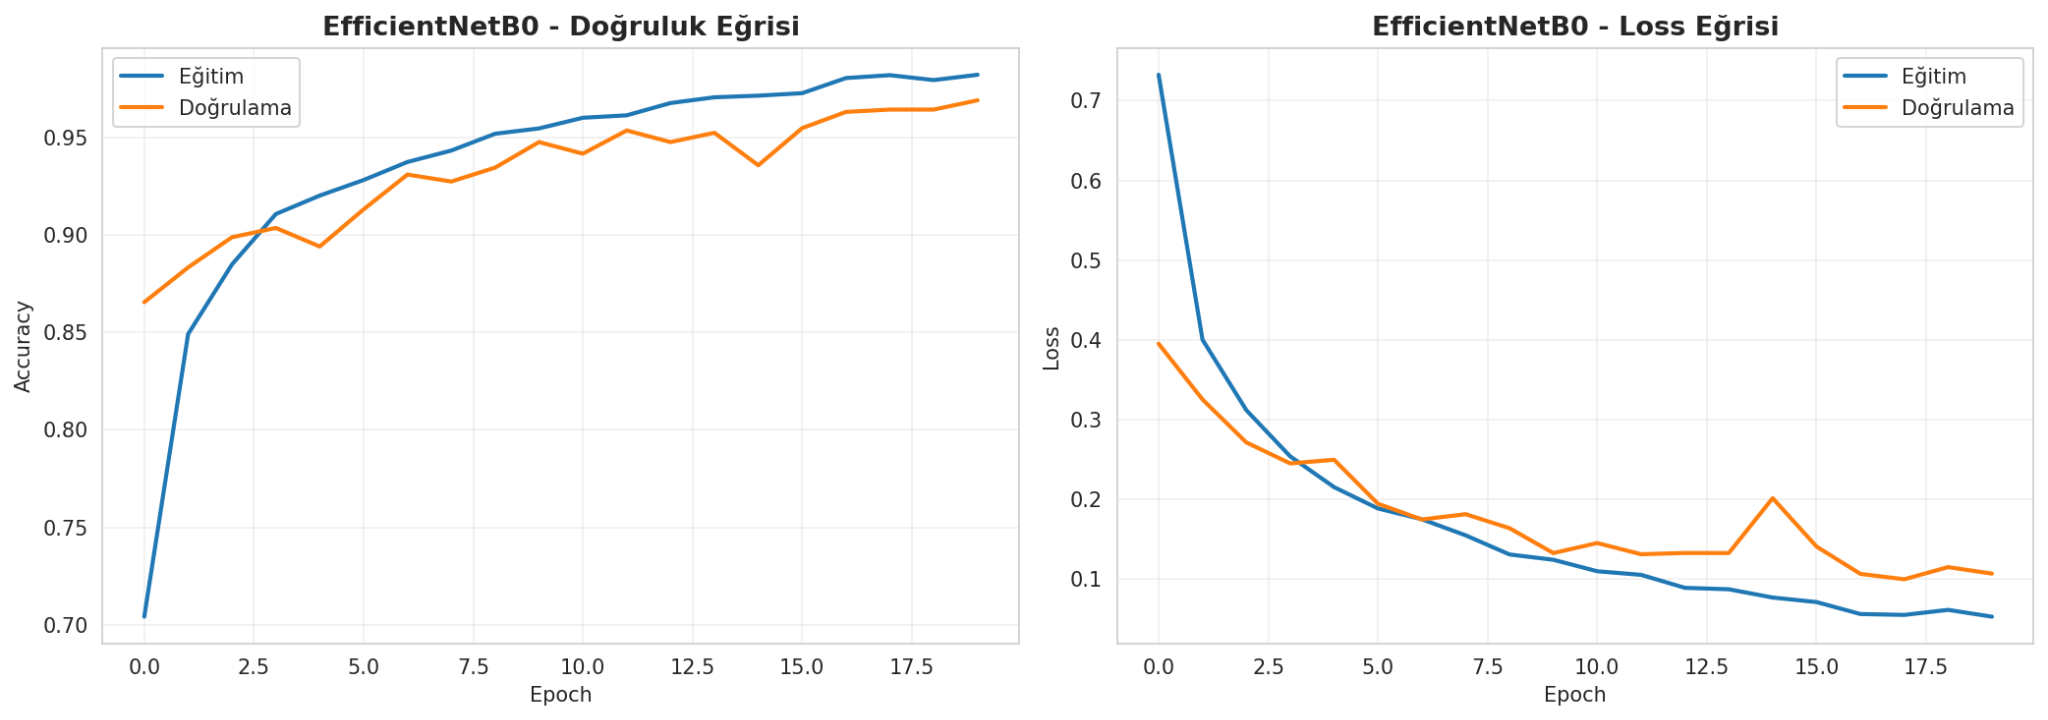 EfficientNetB0 - Doğruluk Eğrisi
Eğitim
Doğrulama
Accuracy
0.95
0.90
0.85
0.80
0.75
0.70
0.0 2.5 5.0 7.5 10.0 12.5 15.0 17.5
Epoch
EfficientNetB0 - Loss Eğrisi
Eğitim
Doğrulama
Loss
0.7
0.6
0.5
0.4
0.3
0.2
0.1
0.0 2.5 5.0 7.5 10.0 12.5 15.0 17.5
Epoch